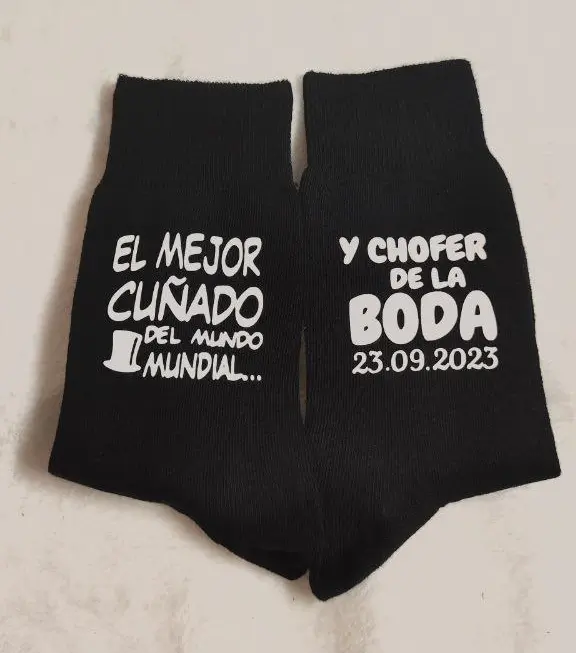 EL MEJOR
CUÑADO
DEL MUNDO
MUNDIAL...
Y CHOFER
DE LA
BODA
23.09.2023